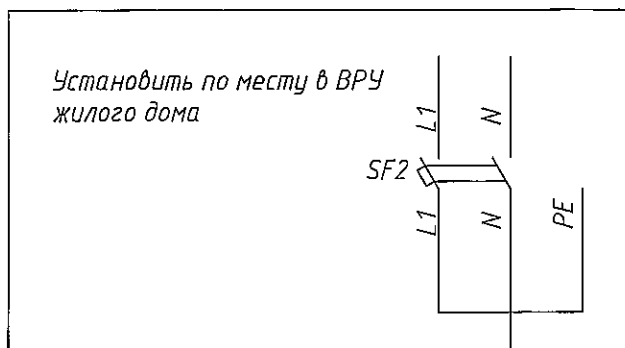 Установить по месту в ВРУ
жилого дома
L1
N
SF2
L1
N
PE